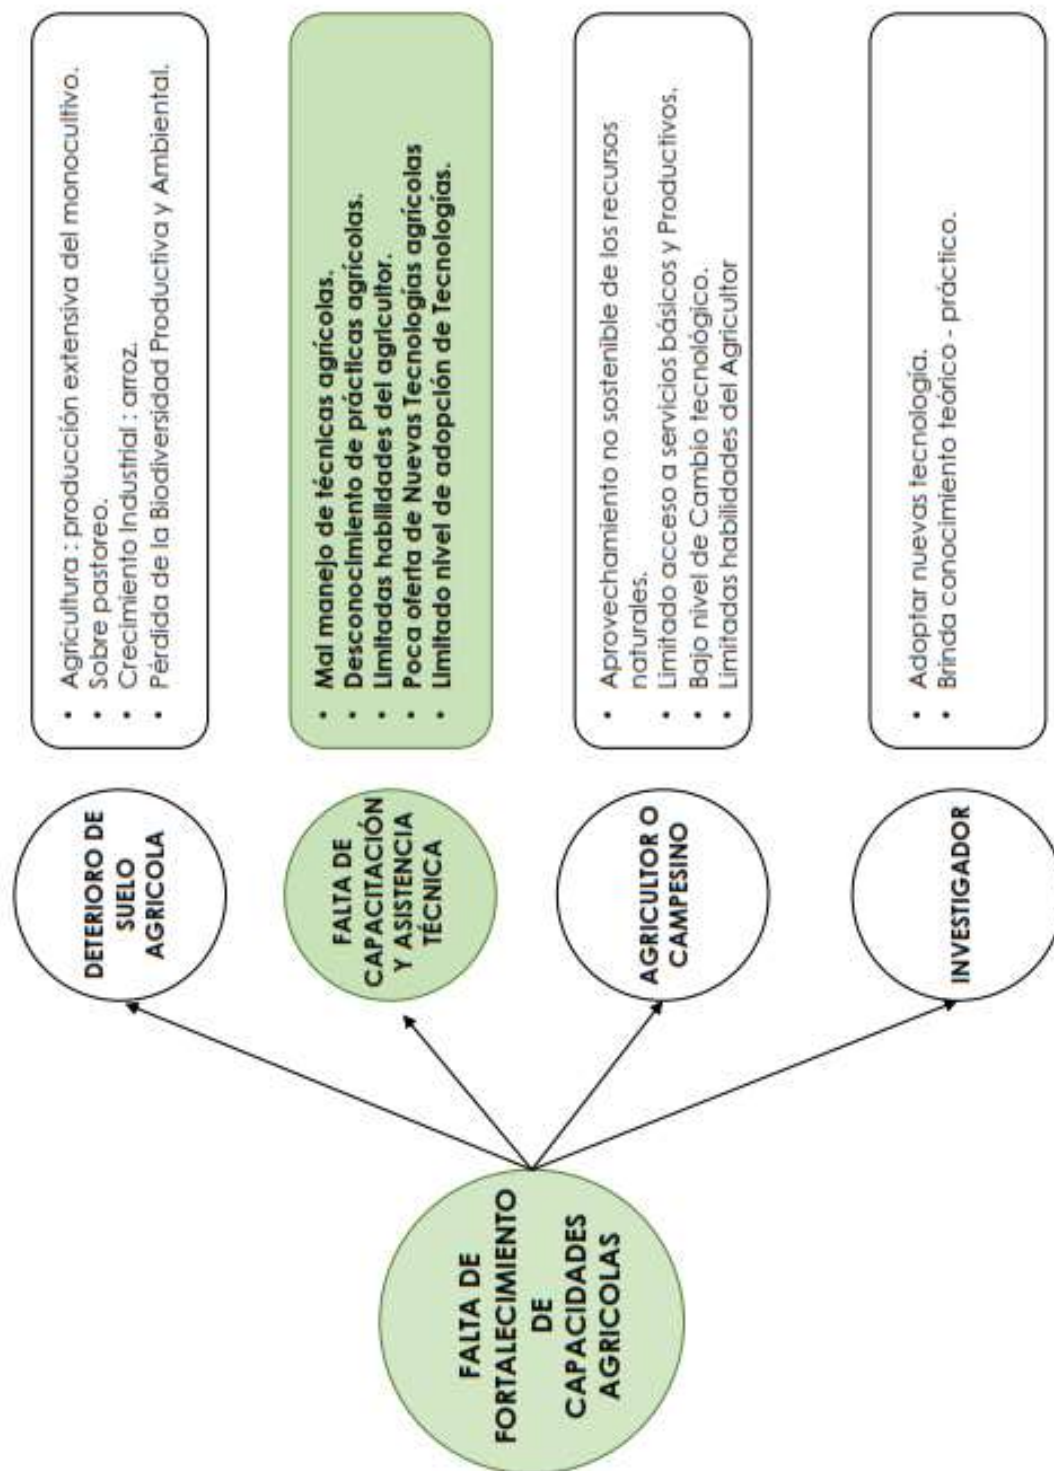 FALTA DE
FORTALECIMIENTO
DE
CAPACIDADES
AGRICOLAS
DETERIORO DE
SUELO
AGRICOLA
• Agricultura : producción extensiva del monocultivo.
• Sobre pastoreo.
• Crecimiento Industrial : arroz.
• Pérdida de la Biodiversidad Productiva y Ambiental.
FALTA DE
CAPACITACIÓN
Y ASISTENCIA
TÉCNICA
• Mal manejo de técnicas agrícolas.
• Desconocimiento de prácticas agrícolas.
• Limitadas habilidades del agricultor.
• Poca oferta de Nuevas Tecnologías agrícolas
• Limitado nivel de adopción de Tecnologías.
AGRICULTOR O
CAMPESINO
• Aprovechamiento no sostenible de los recursos
naturales.
• Limitado acceso a servicios básicos y Productivos.
• Bajo nivel de Cambio tecnológico.
• Limitadas habilidades del Agricultor
INVESTIGADOR
• Adoptar nuevas tecnología.
• Brinda conocimiento teórico - práctico.